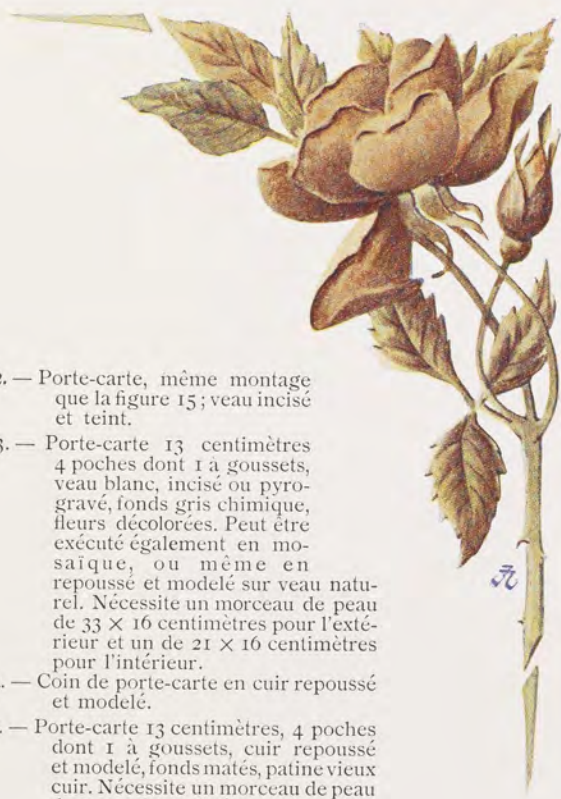 2. — Porte-carte, même montage
que la figure 15 ; veau incisé
et teint.
3. — Porte-carte 13 centimètres
4 poches dont 1 à goussets,
veau blanc, incisé ou pyro-
gravé, fonds gris chimique,
fleurs décolorées. Peut être
exécuté également en mo-
saïque, ou même en
repoussé et modelé sur veau natu-
rel. Nécessite un morceau de peau
de 33 × 16 centimètres pour l'exté-
rieur et un de 21 × 16 centimètres
pour l'intérieur.
. — Coin de porte-carte en cuir repoussé
et modelé.
. — Porte-carte 13 centimètres, 4 poches
dont 1 à goussets, cuir repoussé
et modelé, fonds matés, patine vieux
cuir. Nécessite un morceau de peau